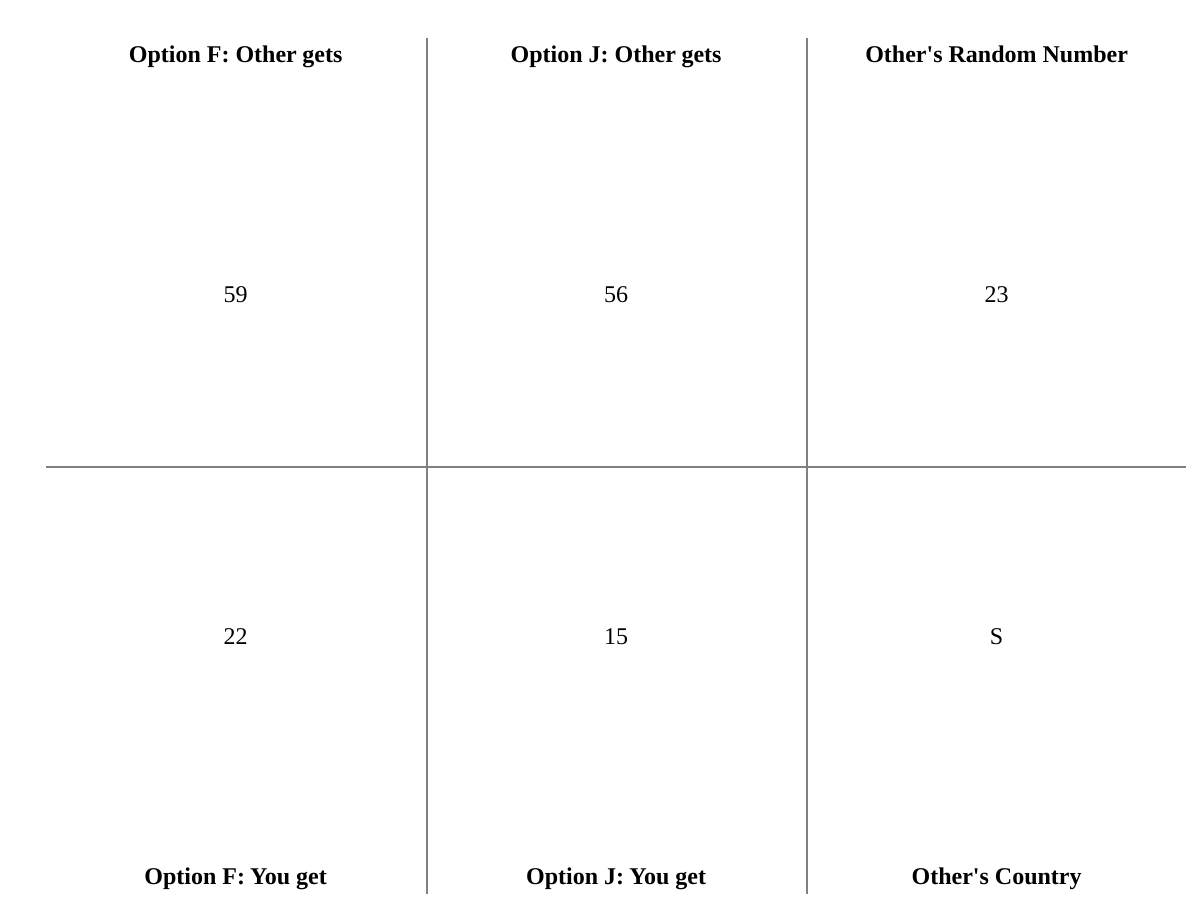 Option F: Other gets
Option J: Other gets
Other's Random Number
59
56
23
22
15
S
Option F: You get
Option J: You get
Other's Country